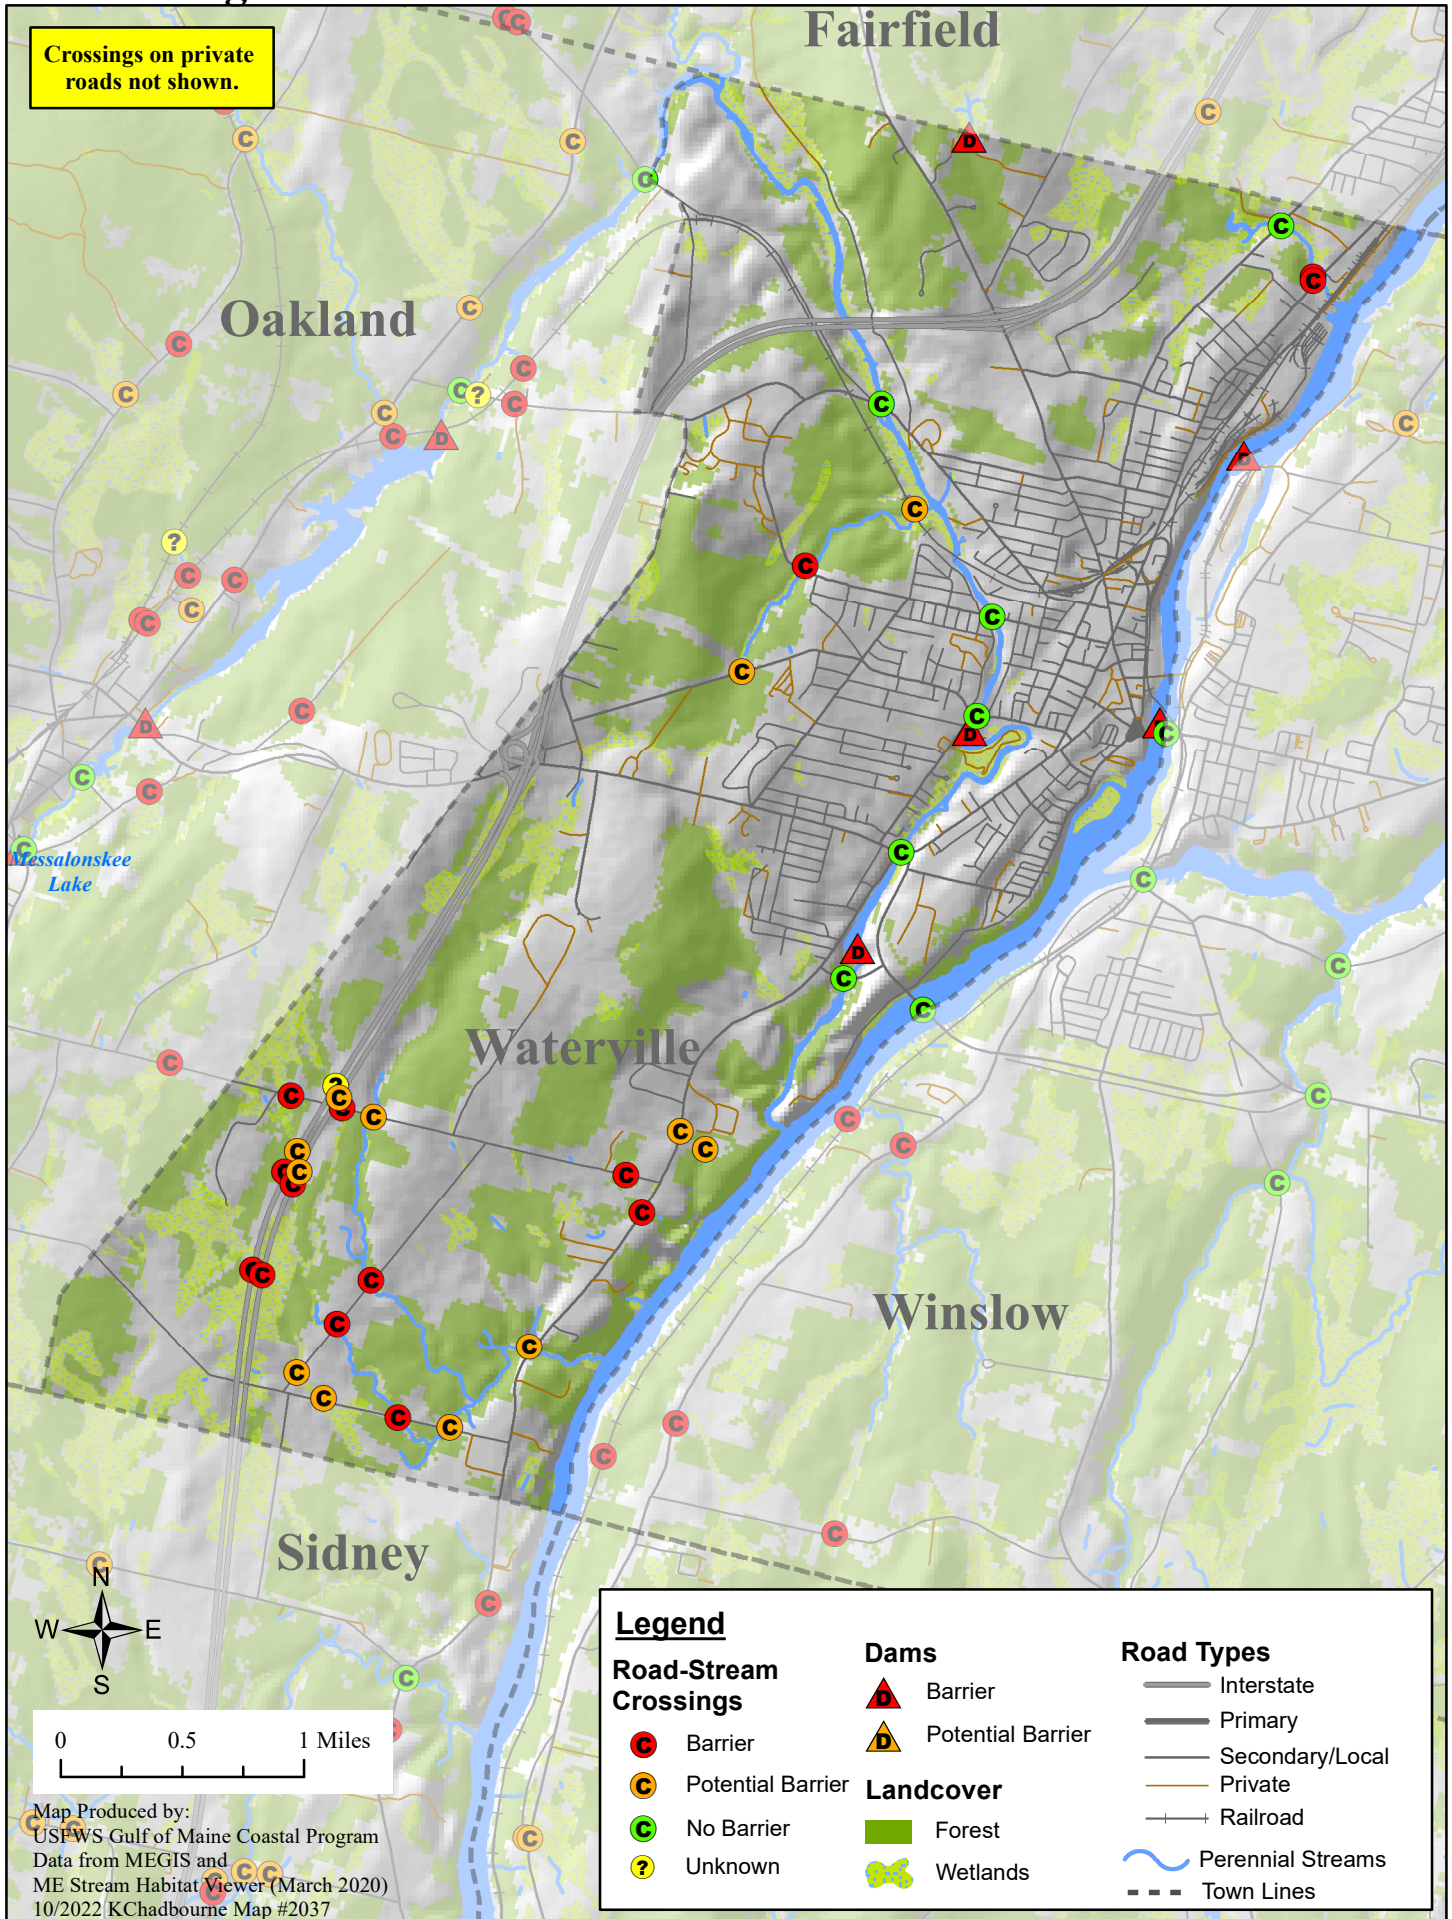 Crossings on private
roads not shown.
Fairfield
Oakland
Messalonskee
Lake
Waterville
Winslow
Sidney
N
W E
S
0 0.5 1 Miles
Map Produced by:
USFWS Gulf of Maine Coastal Program
Data from MEGIS and
ME Stream Habitat Viewer (March 2020)
10/2022 KChadbourne Map #2037
Legend
Road-Stream
Crossings
C Barrier
C Potential Barrier
C No Barrier
? Unknown
Dams
D Barrier
D Potential Barrier
Landcover
Forest
Wetlands
Road Types
Interstate
Primary
Secondary/Local
Private
Railroad
Perennial Streams
Town Lines